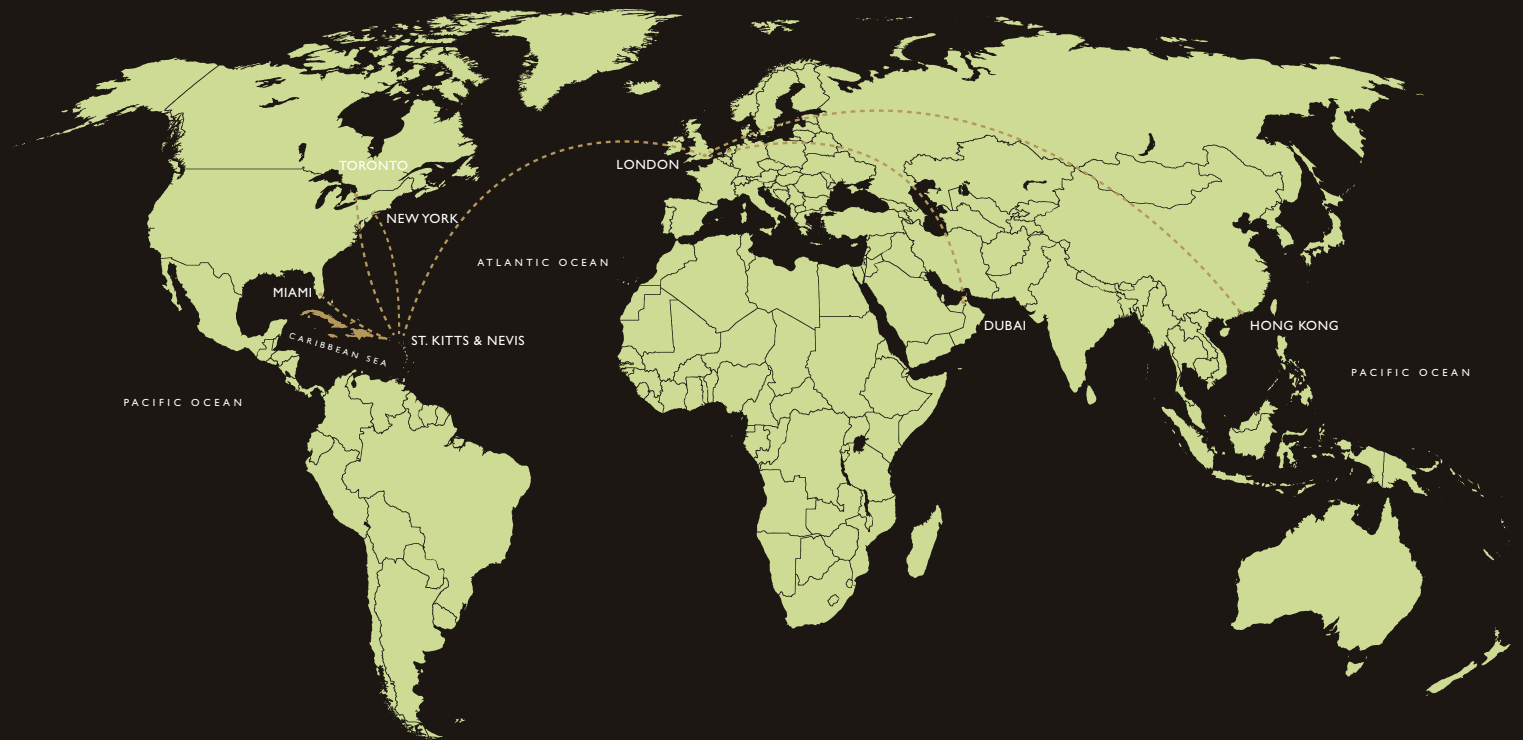 TORONTO
LONDON
NEW YORK
ATLANTIC OCEAN
MIAMI
DUBAI
HONG KONG
ST. KITTS & NEVIS
CARIBBEAN SEA
PACIFIC OCEAN
PACIFIC OCEAN